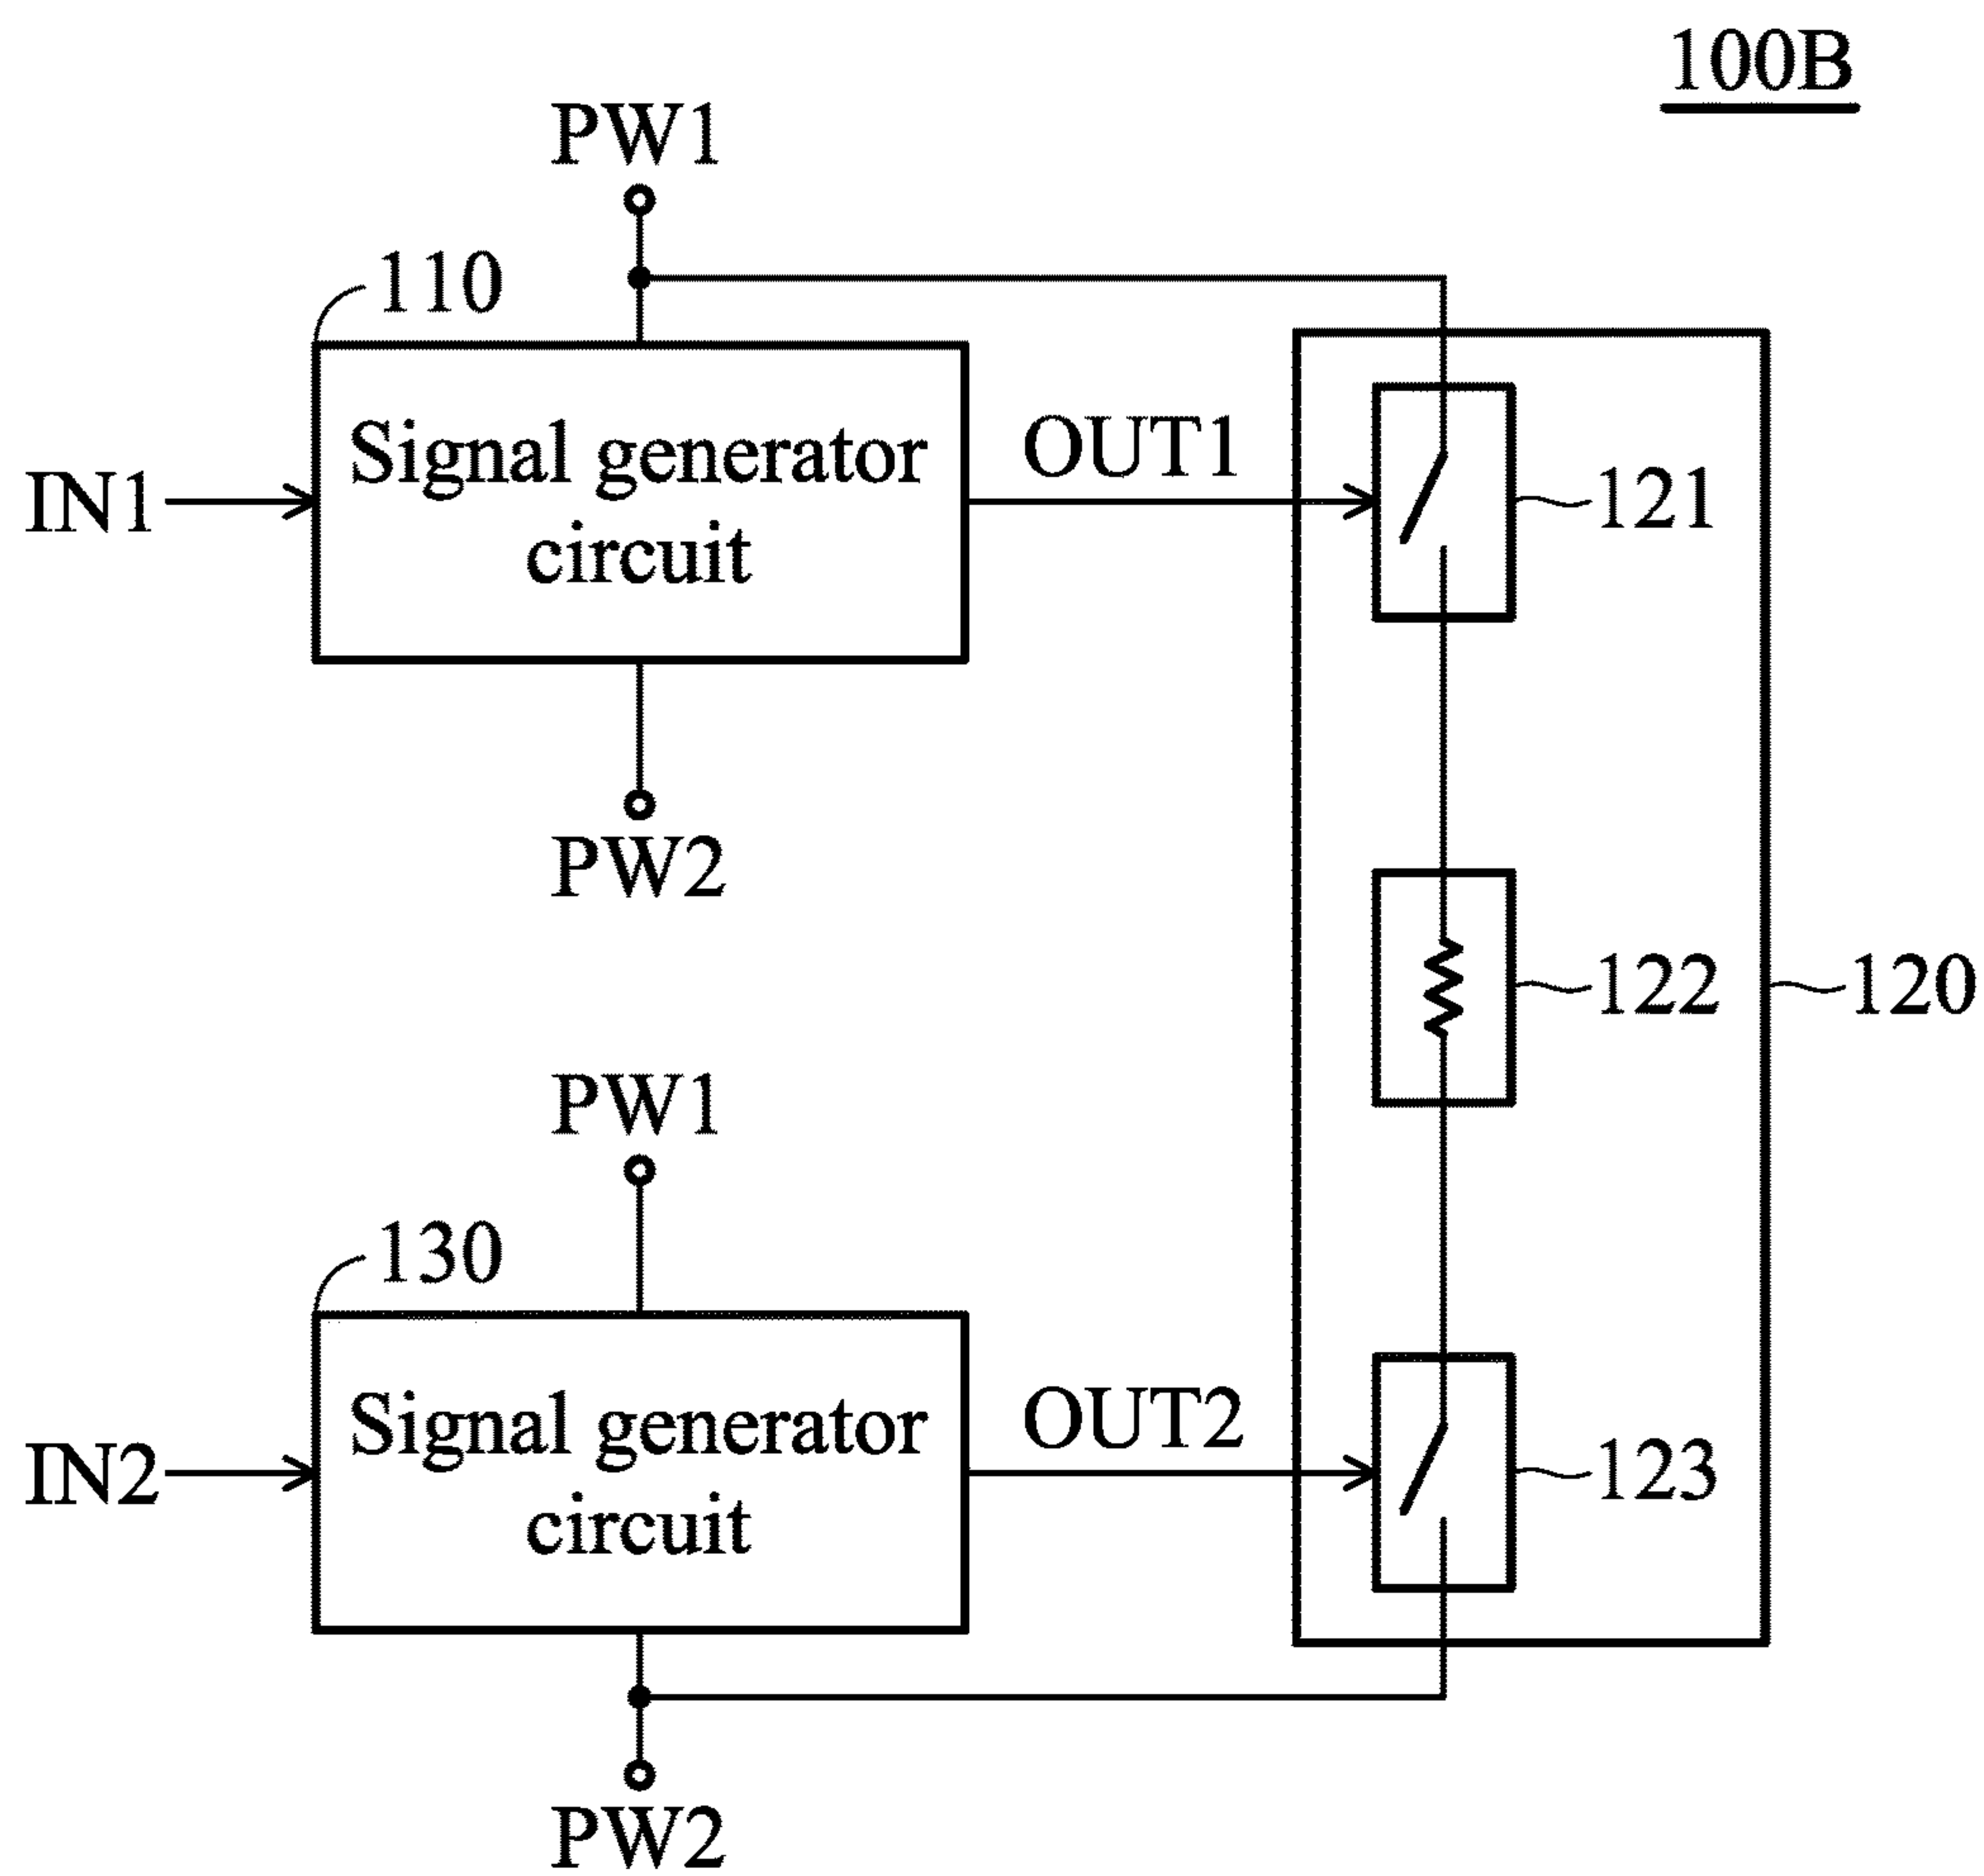 100B
PW1
110
Signal generator
circuit
IN1
OUT1
121
PW2
122
120
PW1
130
Signal generator
circuit
IN2
OUT2
123
PW2